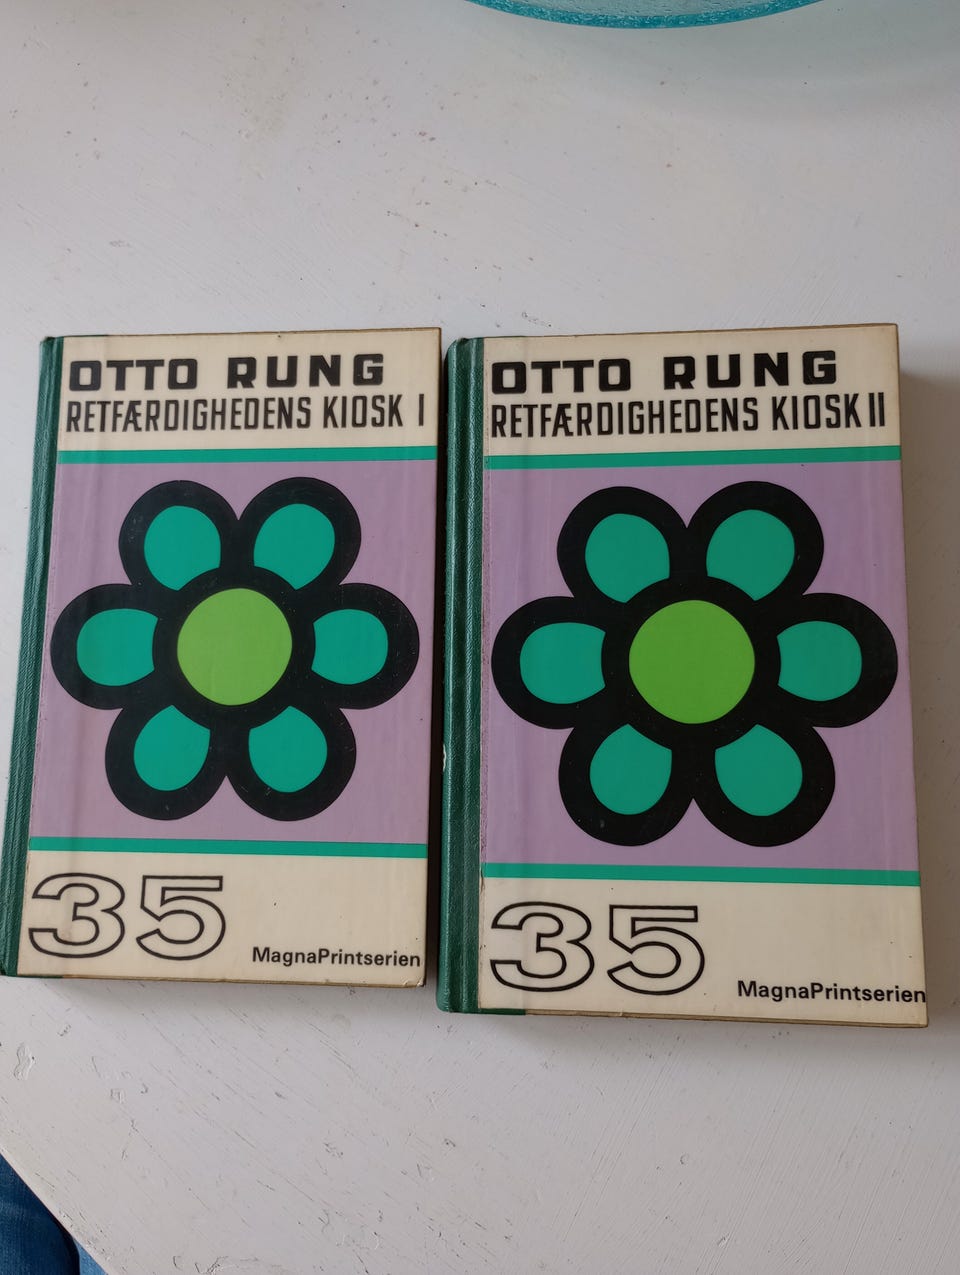 OTTO RUNG
RETFÆRDIGHEDENS KIOSK I
35
MagnaPrintserien
OTTO RUNG
RETFÆRDIGHEDENS KIOSK II
35
MagnaPrintserien